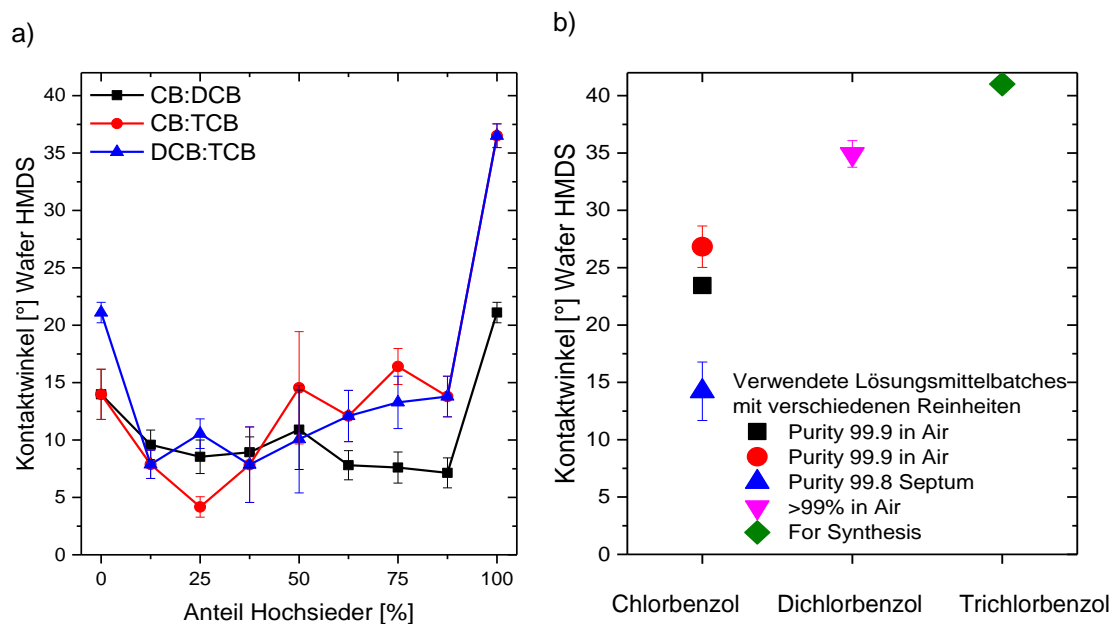 a)
Kontaktwinkel [°] Wafer HMDS
40
35
30
25
20
15
10
5
0
CB:DCB
CB:TCB
DCB:TCB
0
25
50
75
100
Anteil Hochsieder [%]
b)
Kontaktwinkel [°] Wafer HMDS
40
35
30
25
20
15
10
5
0
Verwendete Lösungsmittelbatches
mit verschiedenen Reinheiten
Purity 99.9 in Air
Purity 99.9 in Air
Purity 99.8 Septum
>99% in Air
For Synthesis
Chlorbenzol
Dichlorbenzol
Trichlorbenzol